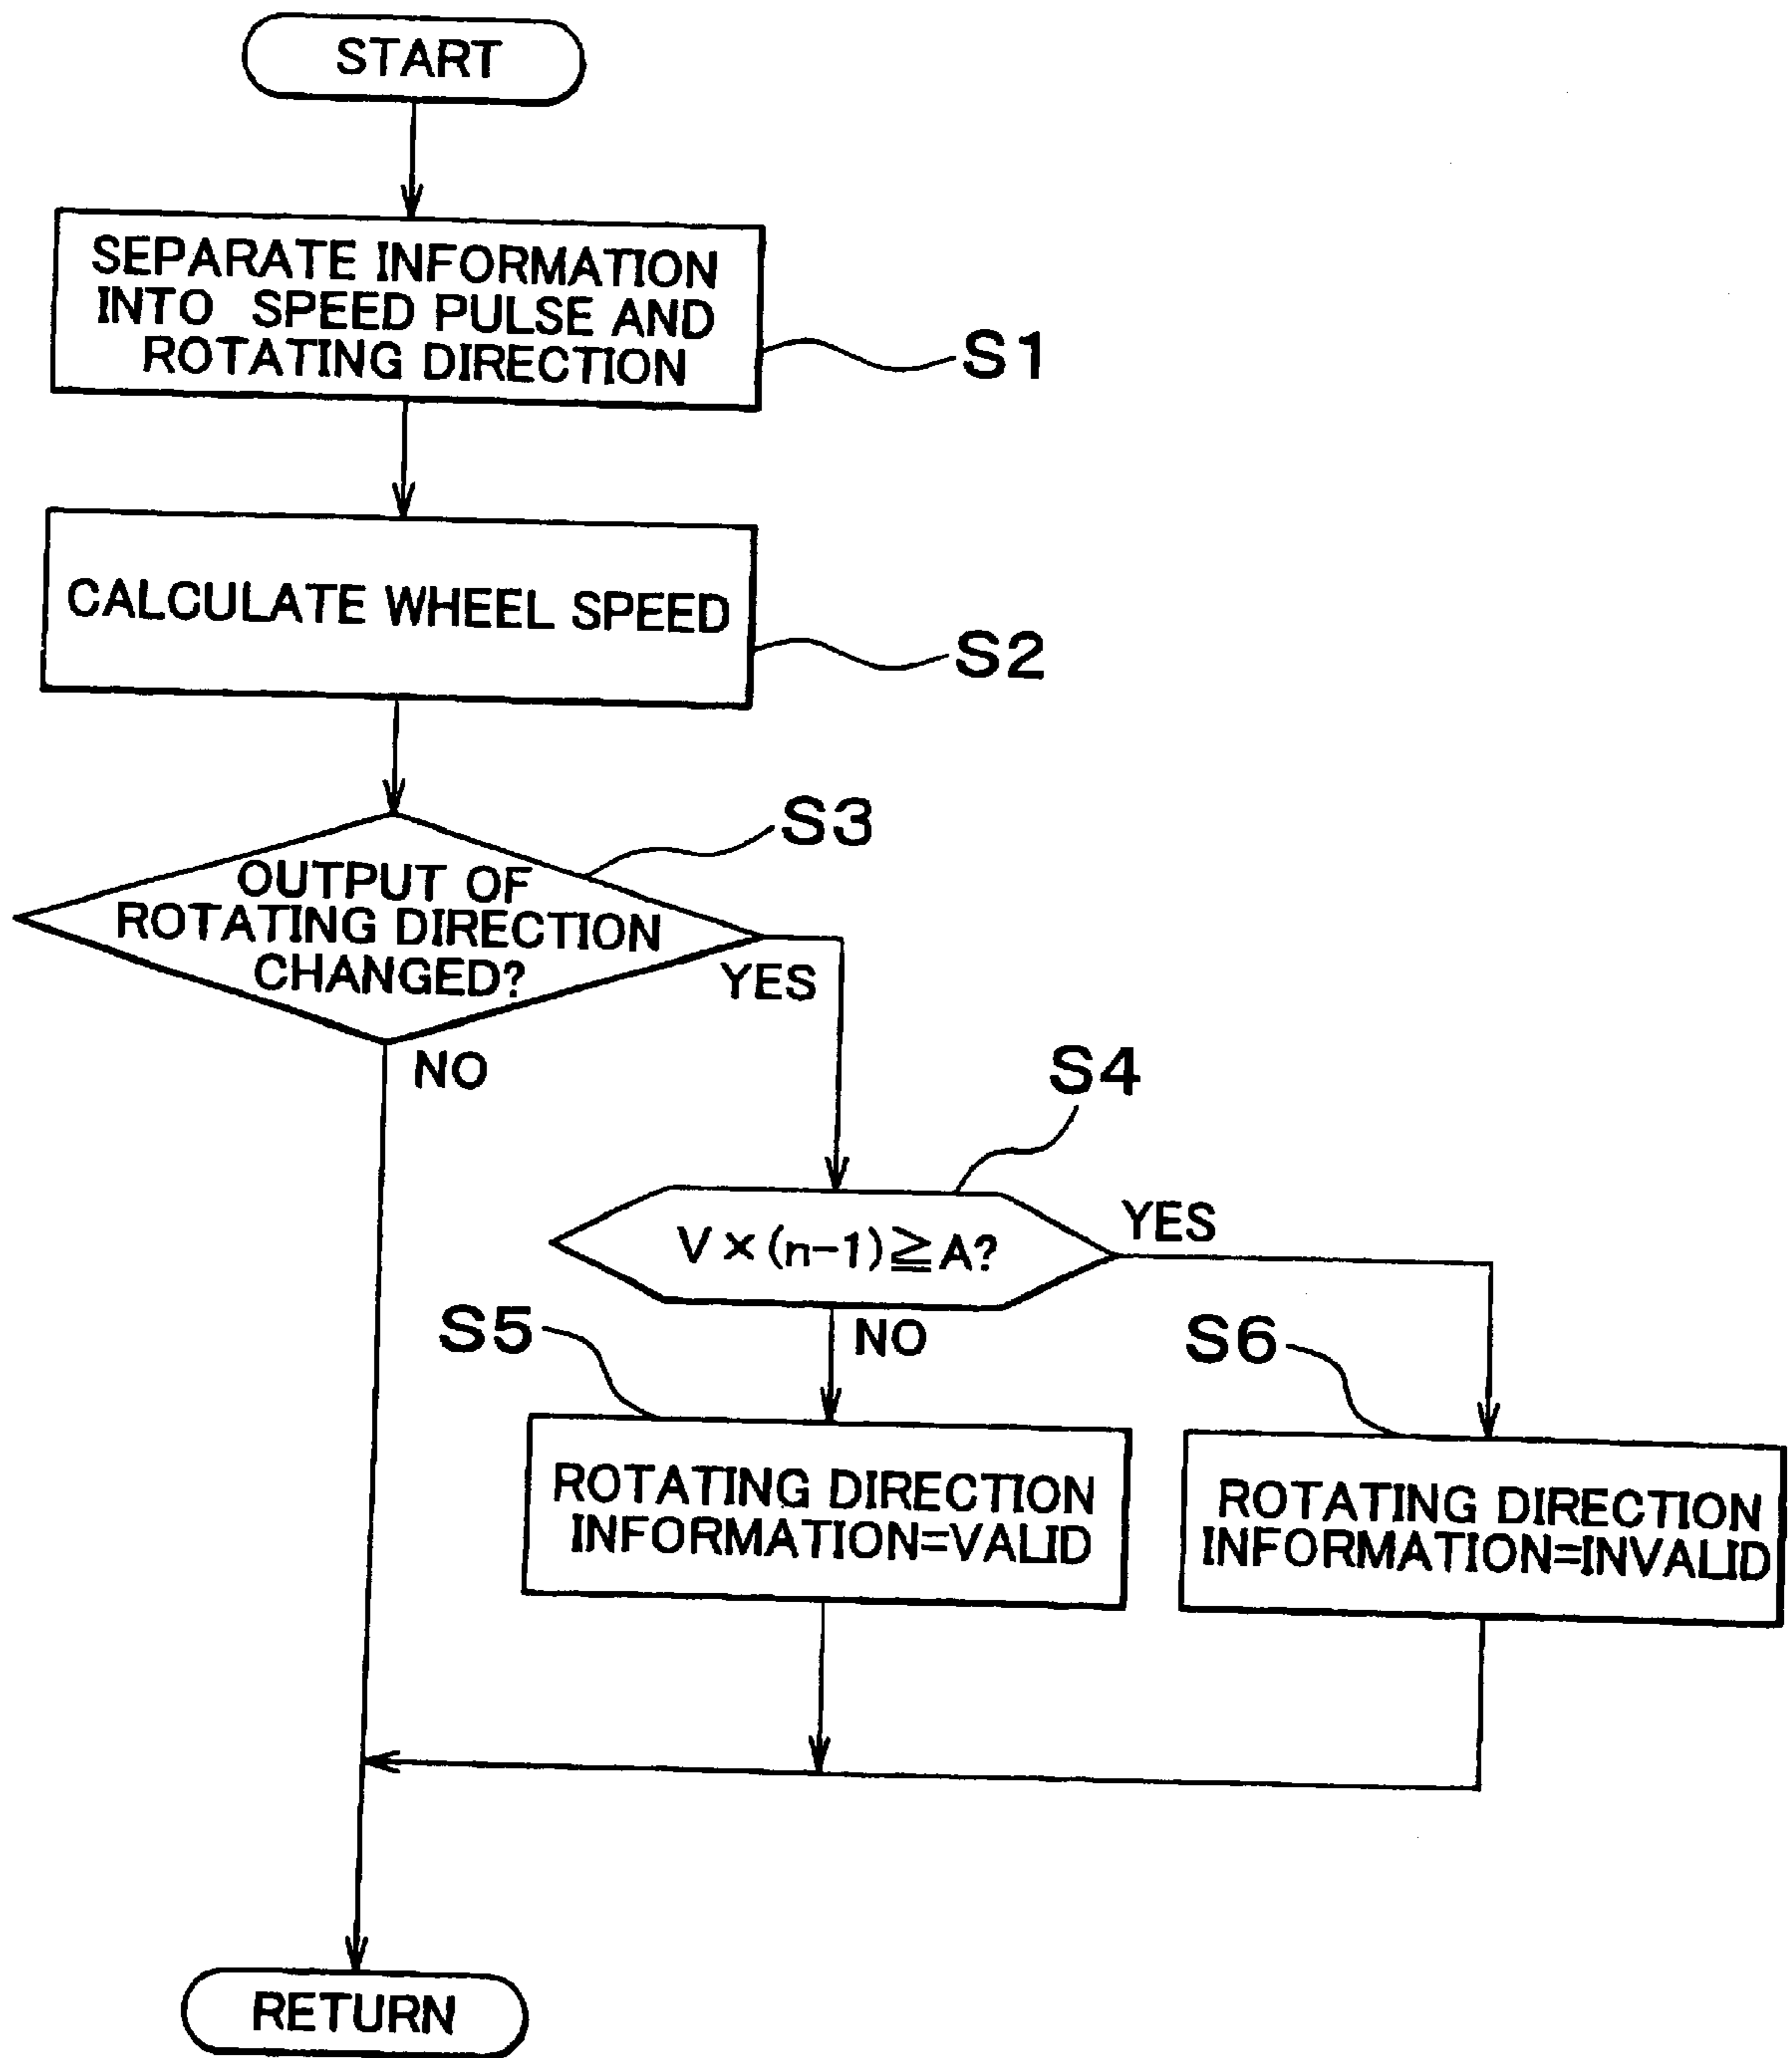 START
SEPARATE INFORMATION
INTO SPEED PULSE AND
ROTATING DIRECTION
S1
CALCULATE WHEEL SPEED
S2
S3
OUTPUT OF
ROTATING DIRECTION
CHANGED?
YES
NO
S4
V×(n-1)≧A?
YES
NO
S5
S6
ROTATING DIRECTION
INFORMATION=VALID
ROTATING DIRECTION
INFORMATION=INVALID
RETURN